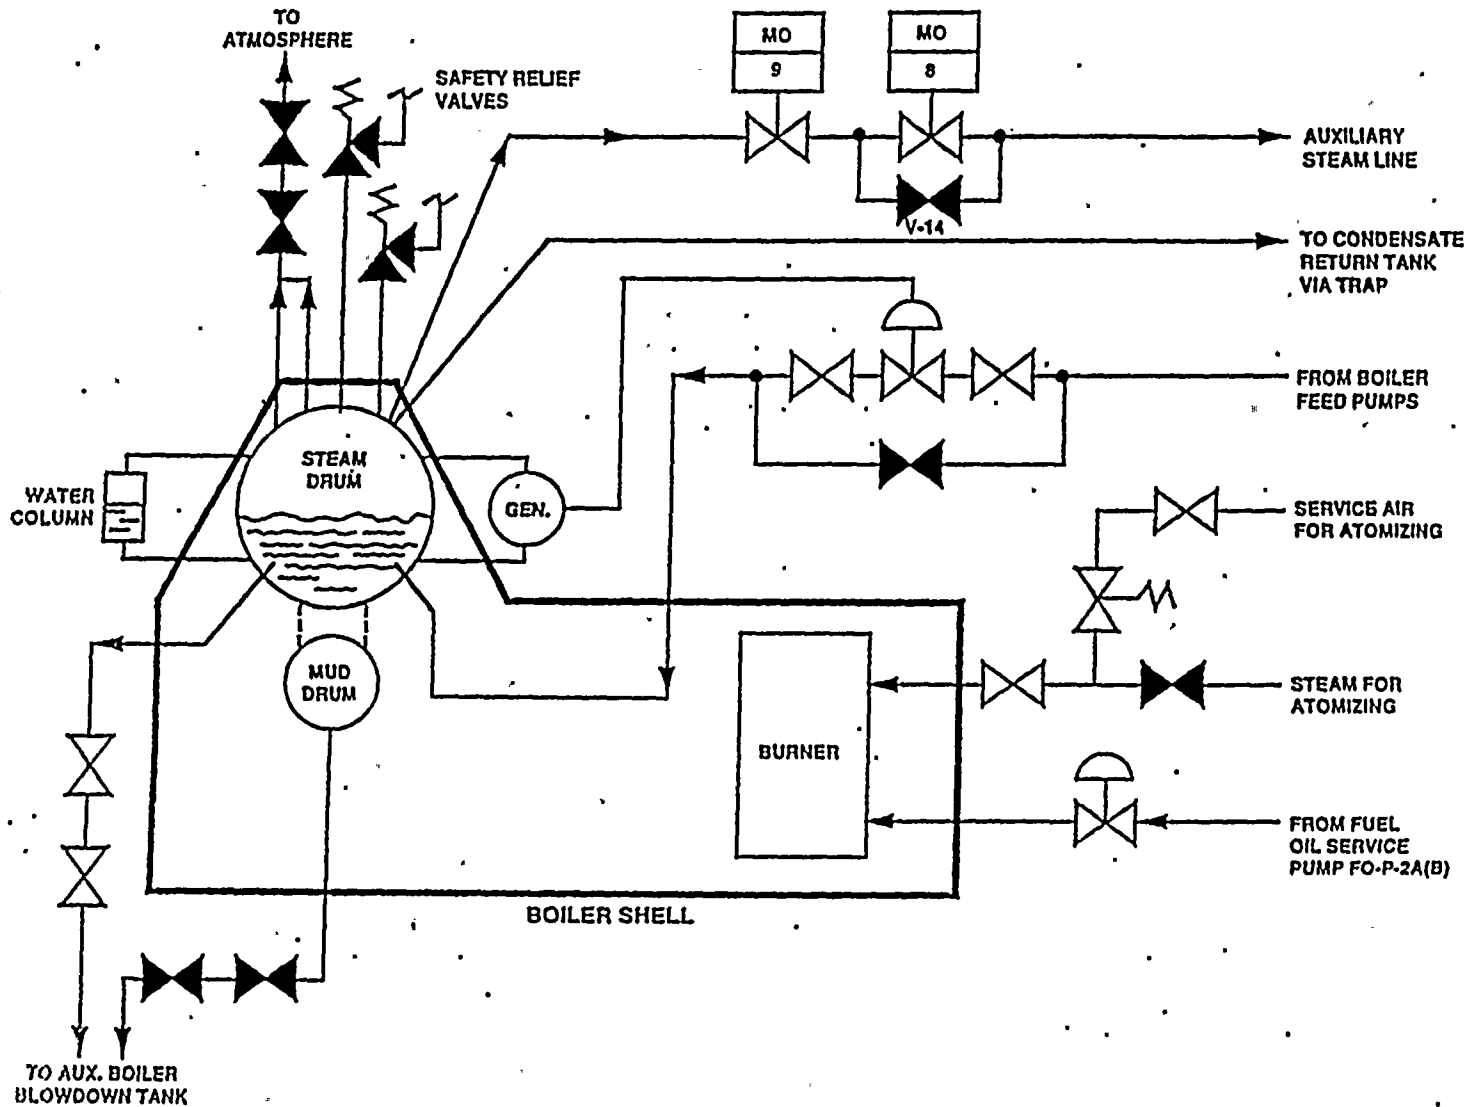 TO
ATMOSPHERE
SAFETY RELIEF
VALVES
MO
9
MO
8
AUXILIARY
STEAM LINE
V-14
TO CONDENSATE
RETURN TANK
VIA TRAP
FROM BOILER
FEED PUMPS
STEAM
DRUM
WATER
COLUMN
GEN.
SERVICE AIR
FOR ATOMIZING
MUD
DRUM
STEAM FOR
ATOMIZING
BURNER
FROM FUEL
OIL SERVICE
PUMP FO-P-2A(B)
BOILER SHELL
TO AUX. BOILER
BLOWDOWN TANK